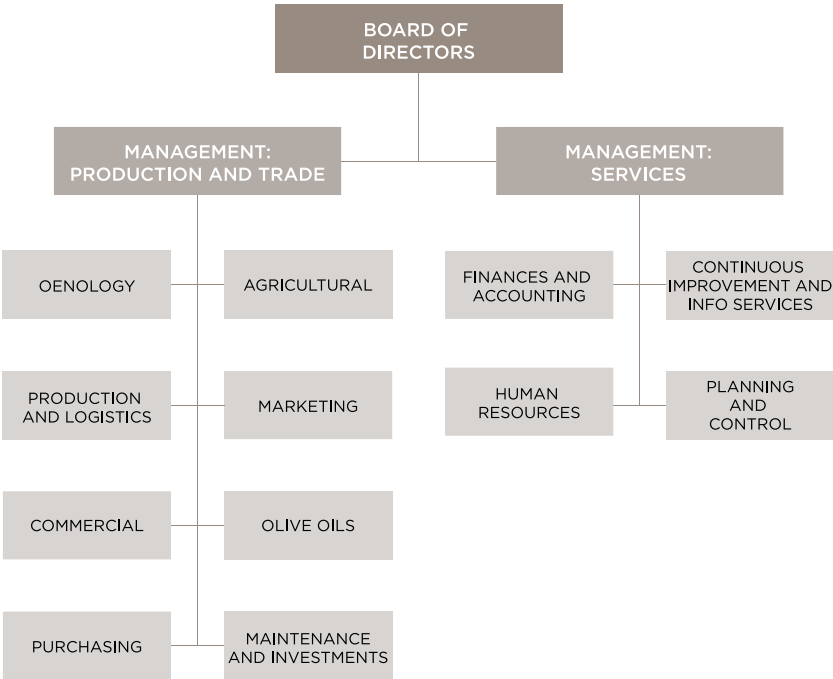 BOARD OF
DIRECTORS
MANAGEMENT:
PRODUCTION AND TRADE
MANAGEMENT:
SERVICES
OENOLOGY
AGRICULTURAL
FINANCES AND
ACCOUNTING
CONTINUOUS
IMPROVEMENT AND
INFO SERVICES
PRODUCTION
AND LOGISTICS
MARKETING
HUMAN
RESOURCES
PLANNING
AND
CONTROL
COMMERCIAL
OLIVE OILS
PURCHASING
MAINTENANCE
AND INVESTMENTS